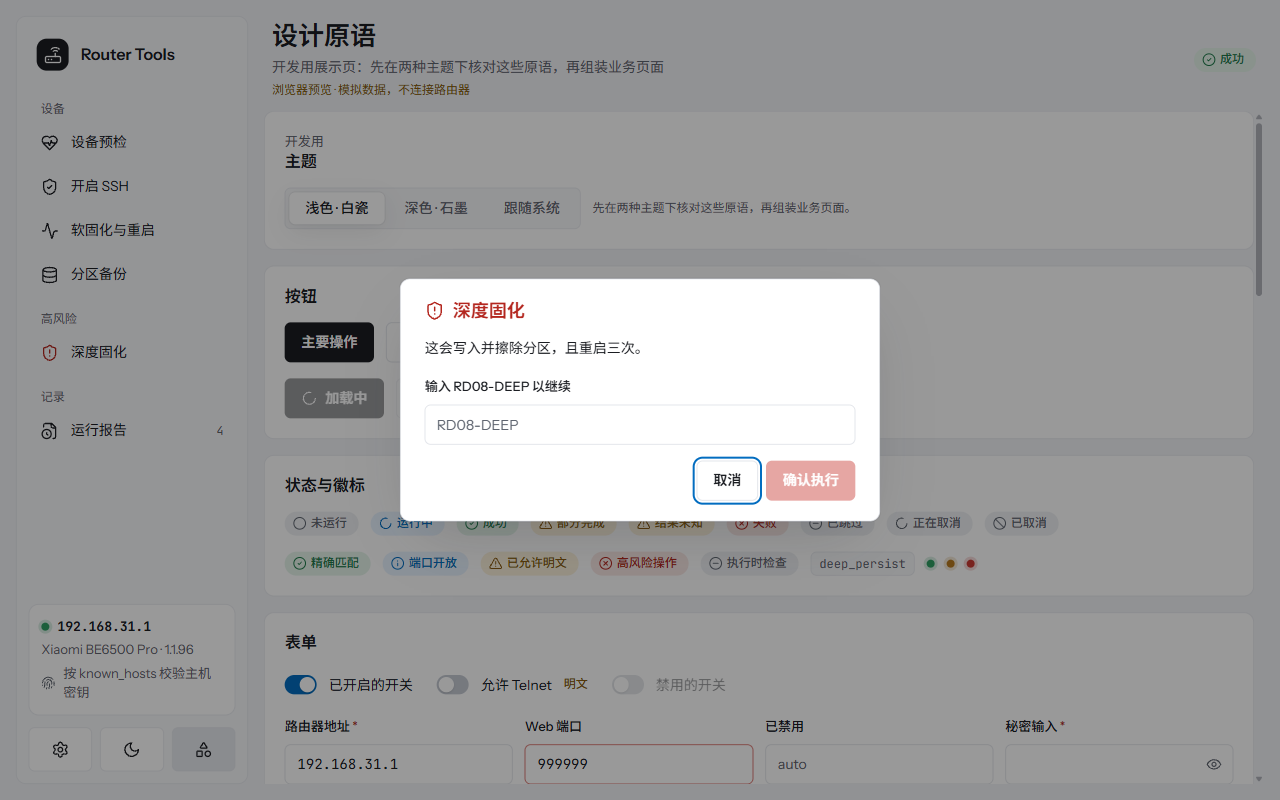 Router Tools
设备
设备预检
开启 SSH
软固化与重启
分区备份
高风险
深度固化
记录
运行报告
4
192.168.31.1
Xiaomi BE6500 Pro · 1.1.96
按 known_hosts 校验主机
密钥
设计原语
开发用展示页：先在两种主题下核对这些原语，再组装业务页面
浏览器预览 · 模拟数据，不连接路由器
成功
开发用
主题
浅色 · 白瓷
深色 · 石墨
跟随系统
先在两种主题下核对这些原语，再组装业务页面。
按钮
主要操作
加载中
深度固化
这会写入并擦除分区，且重启三次。
输入 RD08-DEEP 以继续
RD08-DEEP
取消
确认执行
状态与徽标
未运行
运行中
成功
部分完成
结果未知
失败
已跳过
正在取消
已取消
精确匹配
端口开放
已允许明文
高风险操作
执行时检查
deep_persist
表单
已开启的开关
允许 Telnet
明文
禁用的开关
路由器地址 *
Web 端口
已禁用
秘密输入 *
192.168.31.1
999999
auto